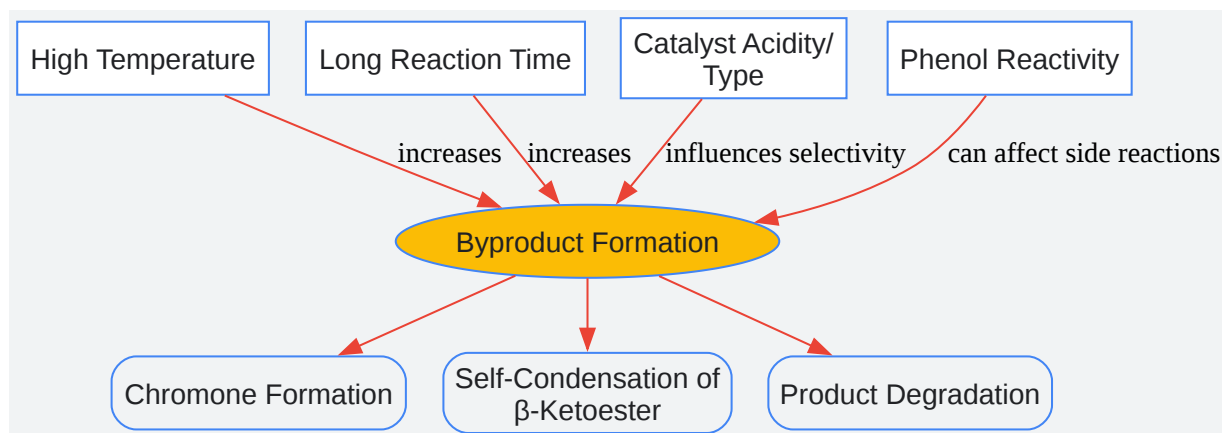 High Temperature
Long Reaction Time
Catalyst Acidity/
Type
Phenol Reactivity
increases
increases
influences selectivity
can affect side reactions
Byproduct Formation
Chromone Formation
Self-Condensation of
β-Ketoester
Product Degradation